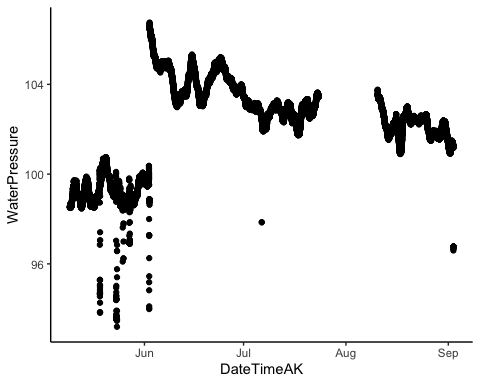 WaterPressure
104
100
96
Jun
Jul
Aug
Sep
DateTimeAK